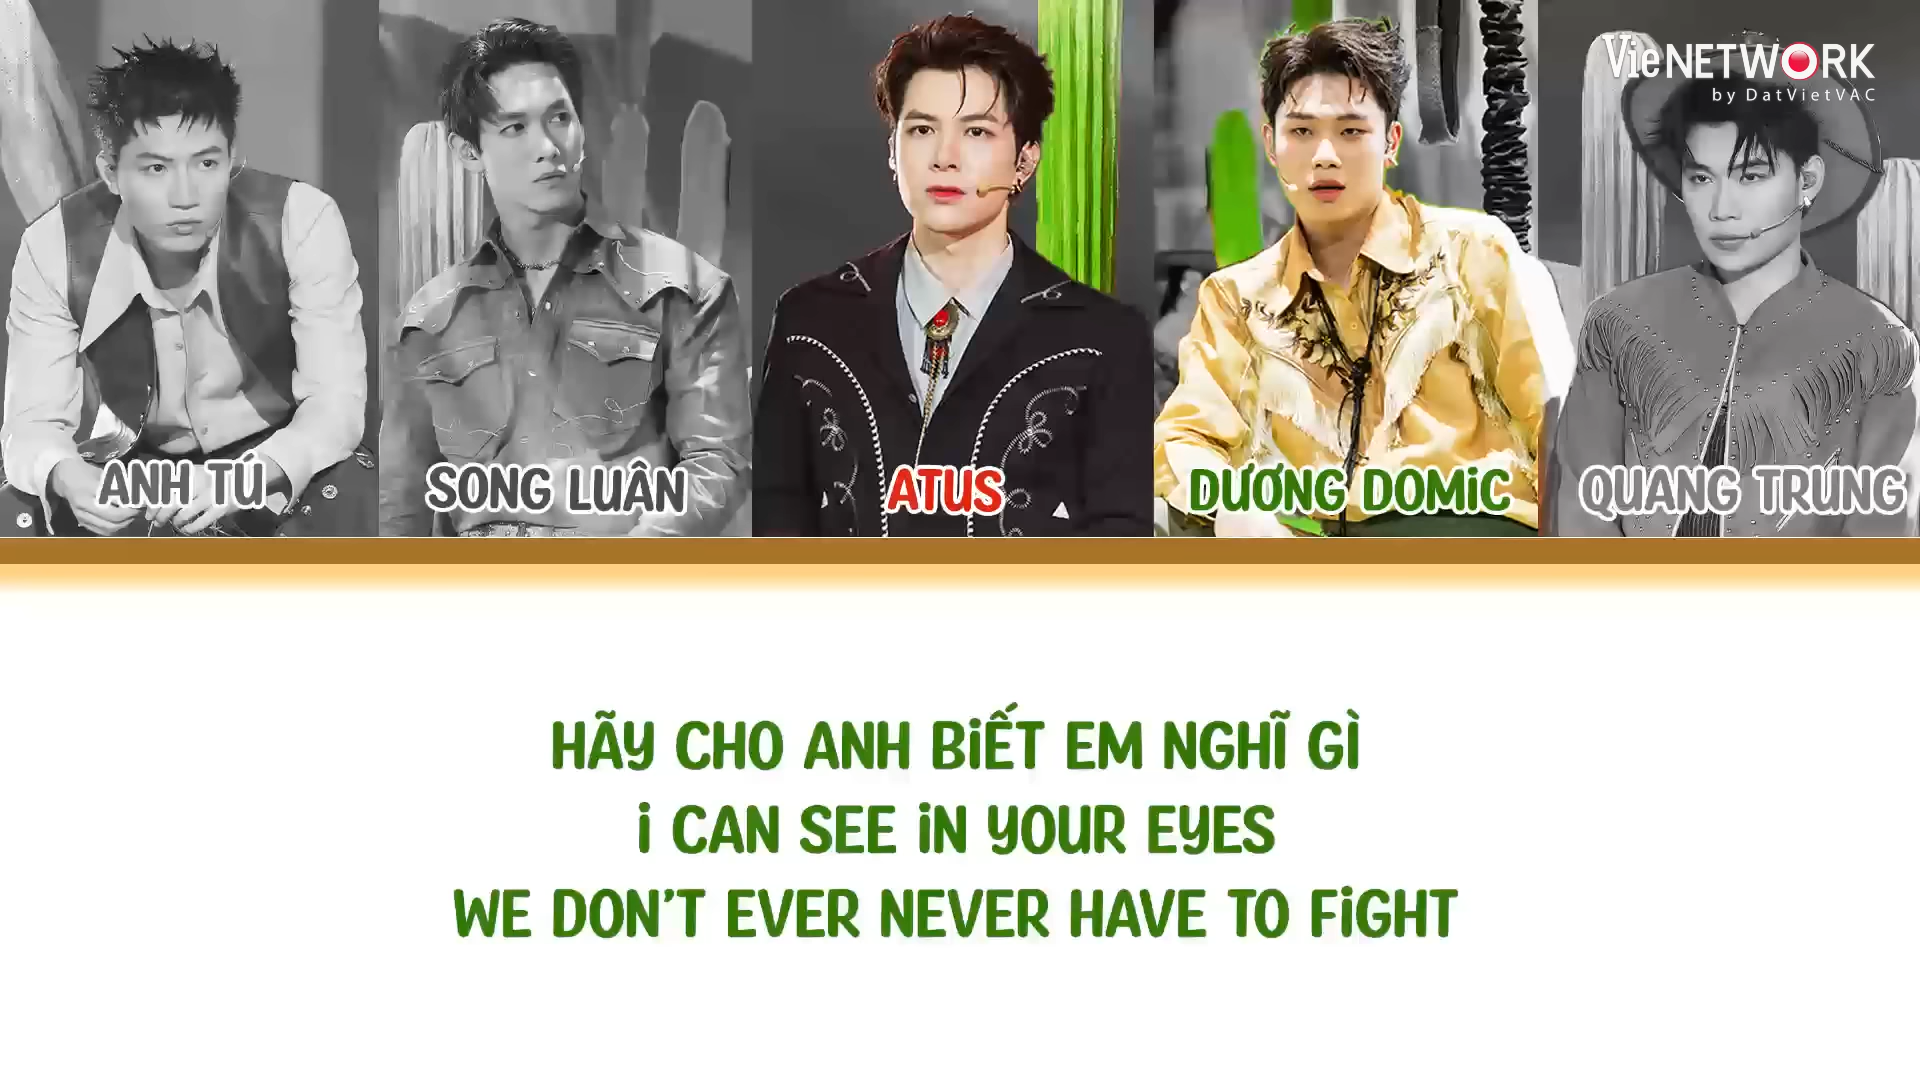 VieNETWORK
by DatVietVAC
ANH TÚ
SONG LUÂN
ATUS
DƯƠNG DOMiC
QUANG TRUNG
HÃY CHO ANH BiẾT EM NGHĨ GÌ
i CAN SEE iN YOUR EYES
WE DON'T EVER NEVER HAVE TO FiGHT